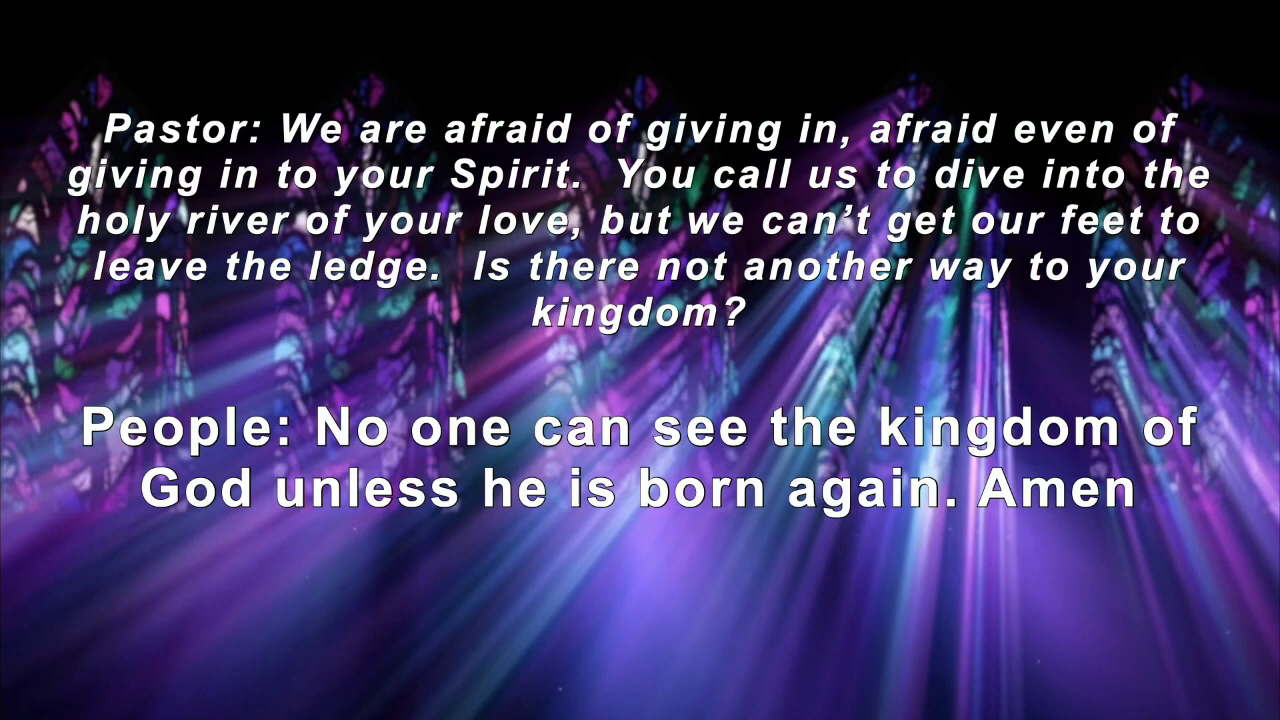 Pastor: We are afraid of giving in, afraid even of
giving in to your Spirit.  You call us to dive into the
holy river of your love, but we can’t get our feet to
leave the ledge.  Is there not another way to your
kingdom?
People: No one can see the kingdom of
God unless he is born again. Amen